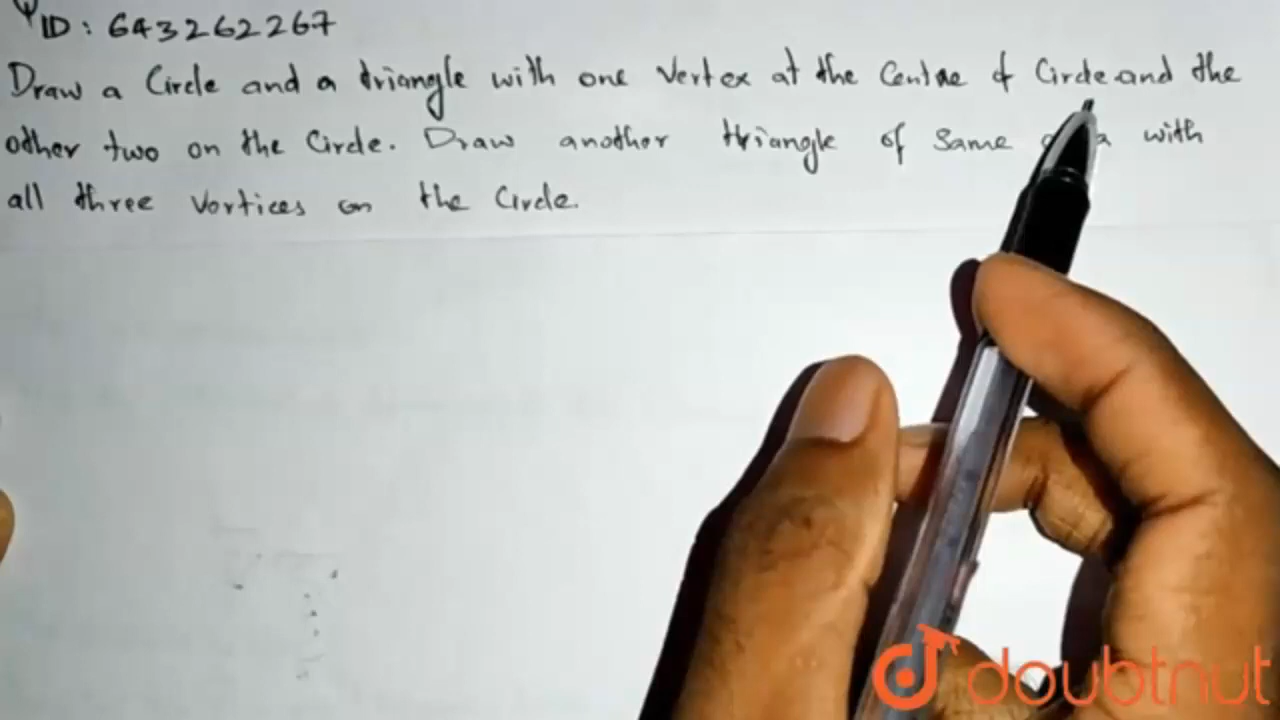 ID: 643262267
Draw a Circle and a triangle with one vertex at the Centre of Circle and the
other two on the Circle. Draw another triangle of Same with
all three Vertices on the Circle.
doubtnut